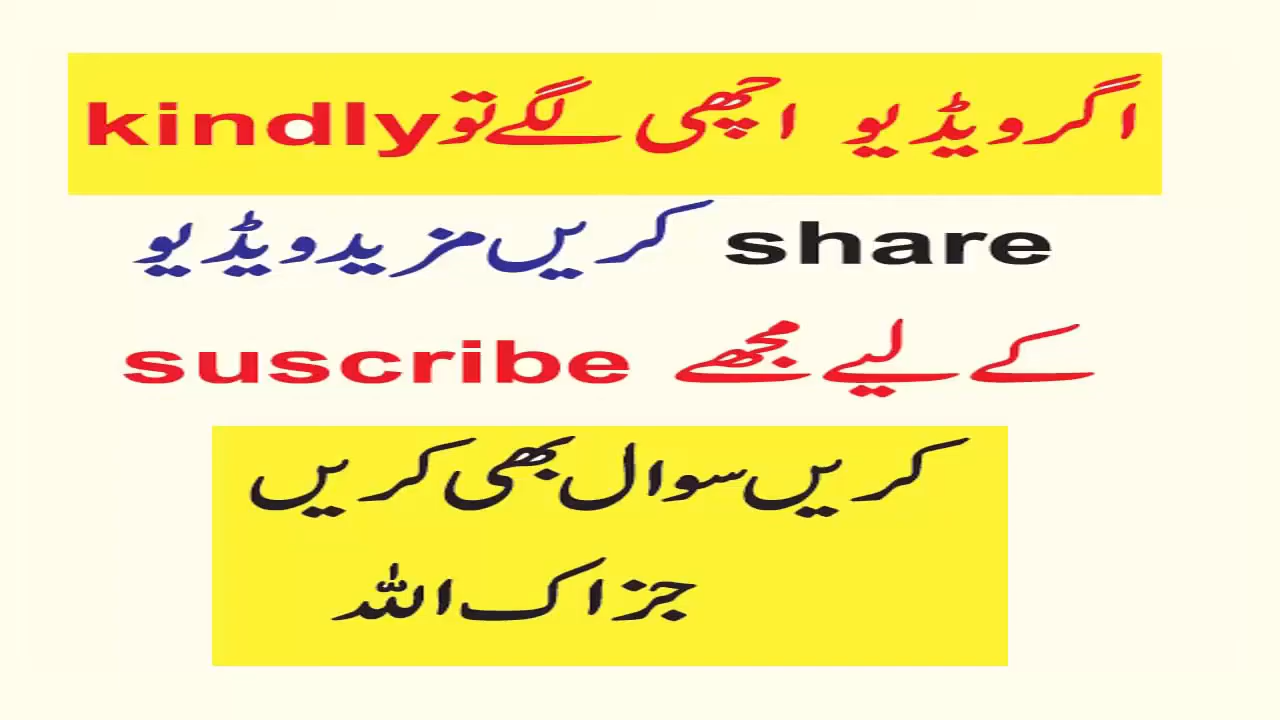 اگر ویڈیو اچھی لگے تو kindly
share کریں مزید ویڈیو
کے لیے مجھے suscribe
کریں سوال بھی کریں
جزاک اللہ